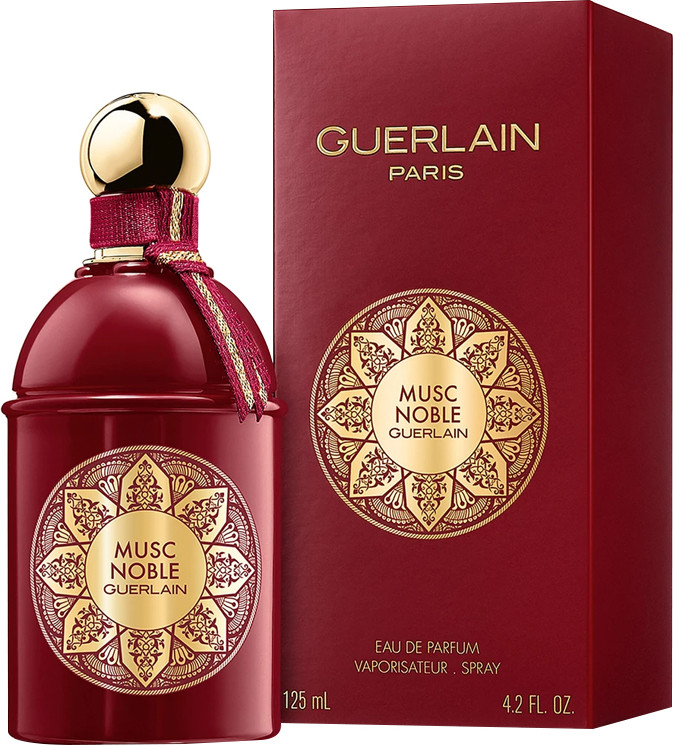 GUERLAIN
PARIS
MUSC
NOBLE
GUERLAIN
EAU DE PARFUM
VAPORISATEUR . SPRAY
125 mL 4.2 FL. OZ.
MUSC
NOBLE
GUERLAIN